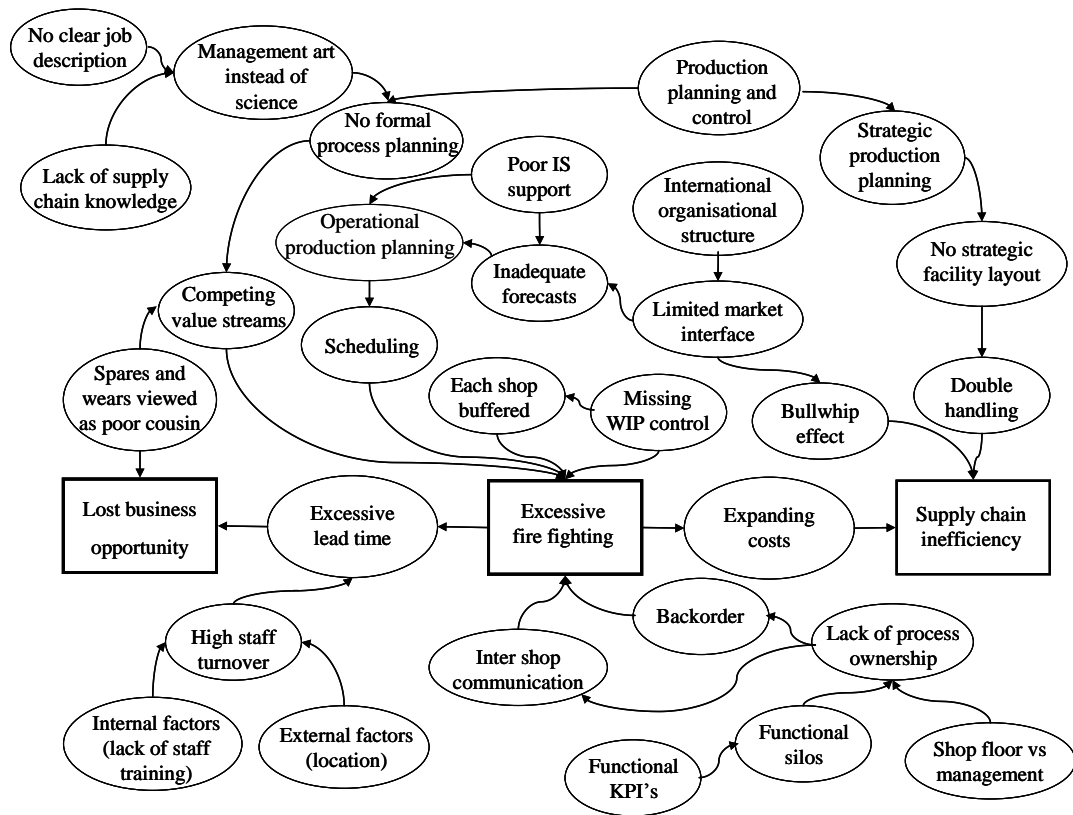 No clear job
description
Management art
instead of
science
Production
planning and
control
No formal
process planning
Strategic
production
planning
Lack of supply
chain knowledge
Poor IS
support
International
organisational
structure
Operational
production planning
Inadequate
forecasts
No strategic
facility layout
Competing
value streams
Limited market
interface
Scheduling
Spares and
wears viewed
as poor cousin
Each shop
buffered
Missing
WIP control
Bullwhip
effect
Double
handling
Lost business
opportunity
Excessive
lead time
Excessive
fire fighting
Expanding
costs
Supply chain
inefficiency
High staff
turnover
Backorder
Inter shop
communication
Lack of process
ownership
Internal factors
(lack of staff
training)
External factors
(location)
Functional
KPI's
Functional
silos
Shop floor vs
management